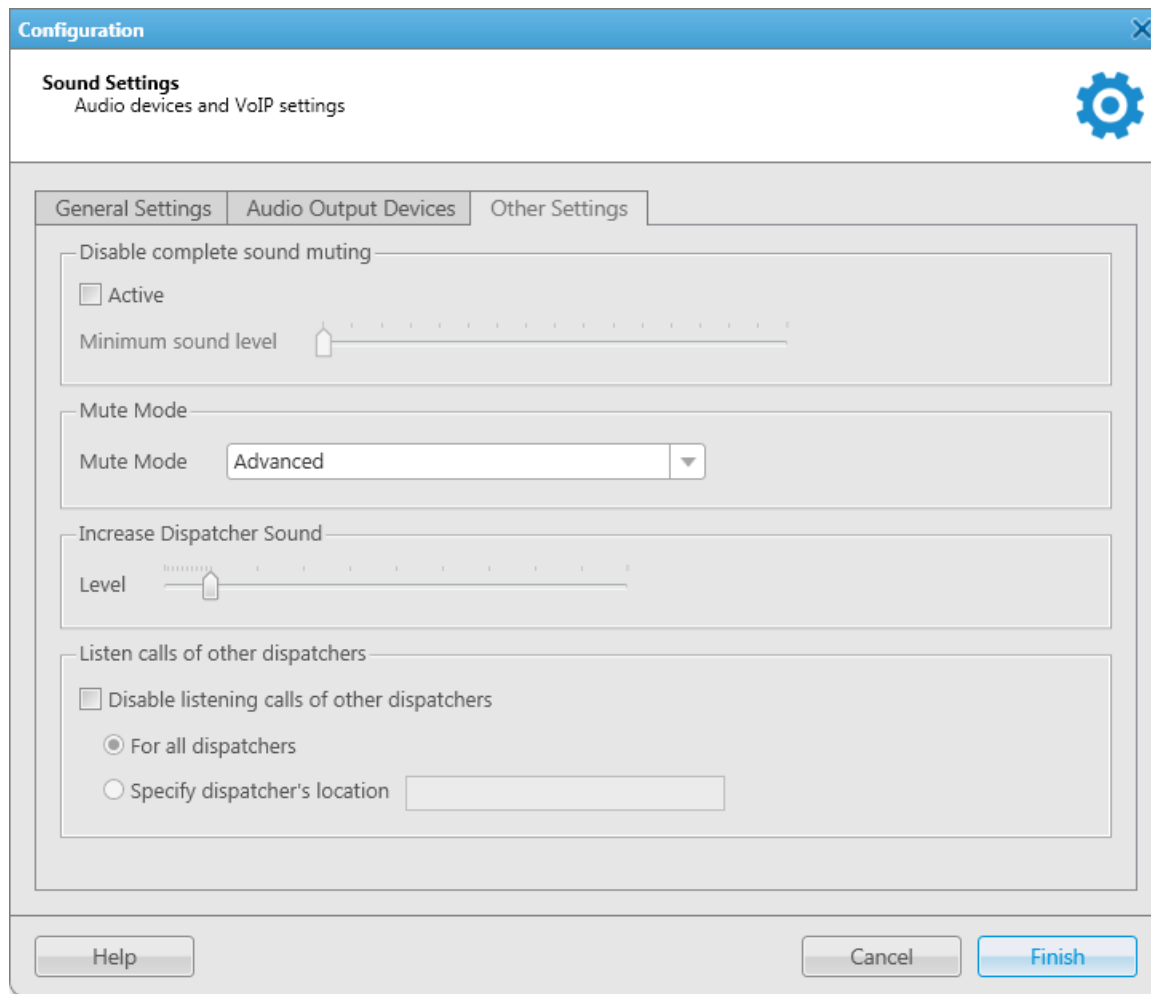 Configuration
Sound Settings
Audio devices and VoIP settings
General Settings Audio Output Devices Other Settings
Disable complete sound muting
Active
Minimum sound level
Mute Mode
Mute Mode Advanced
Increase Dispatcher Sound
Level
Listen calls of other dispatchers
Disable listening calls of other dispatchers
For all dispatchers
Specify dispatcher's location
Help Cancel Finish